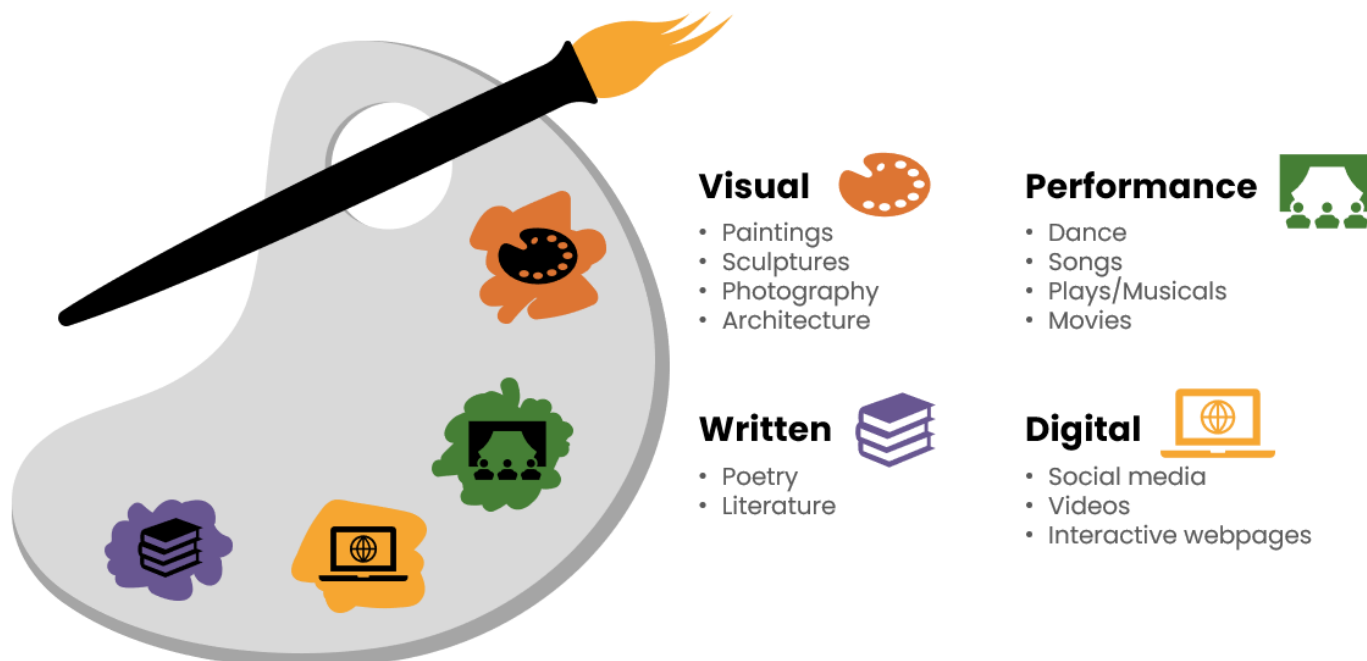 Visual
• Paintings
• Sculptures
• Photography
• Architecture
Performance
• Dance
• Songs
• Plays/Musicals
• Movies
Written
• Poetry
• Literature
Digital
• Social media
• Videos
• Interactive webpages